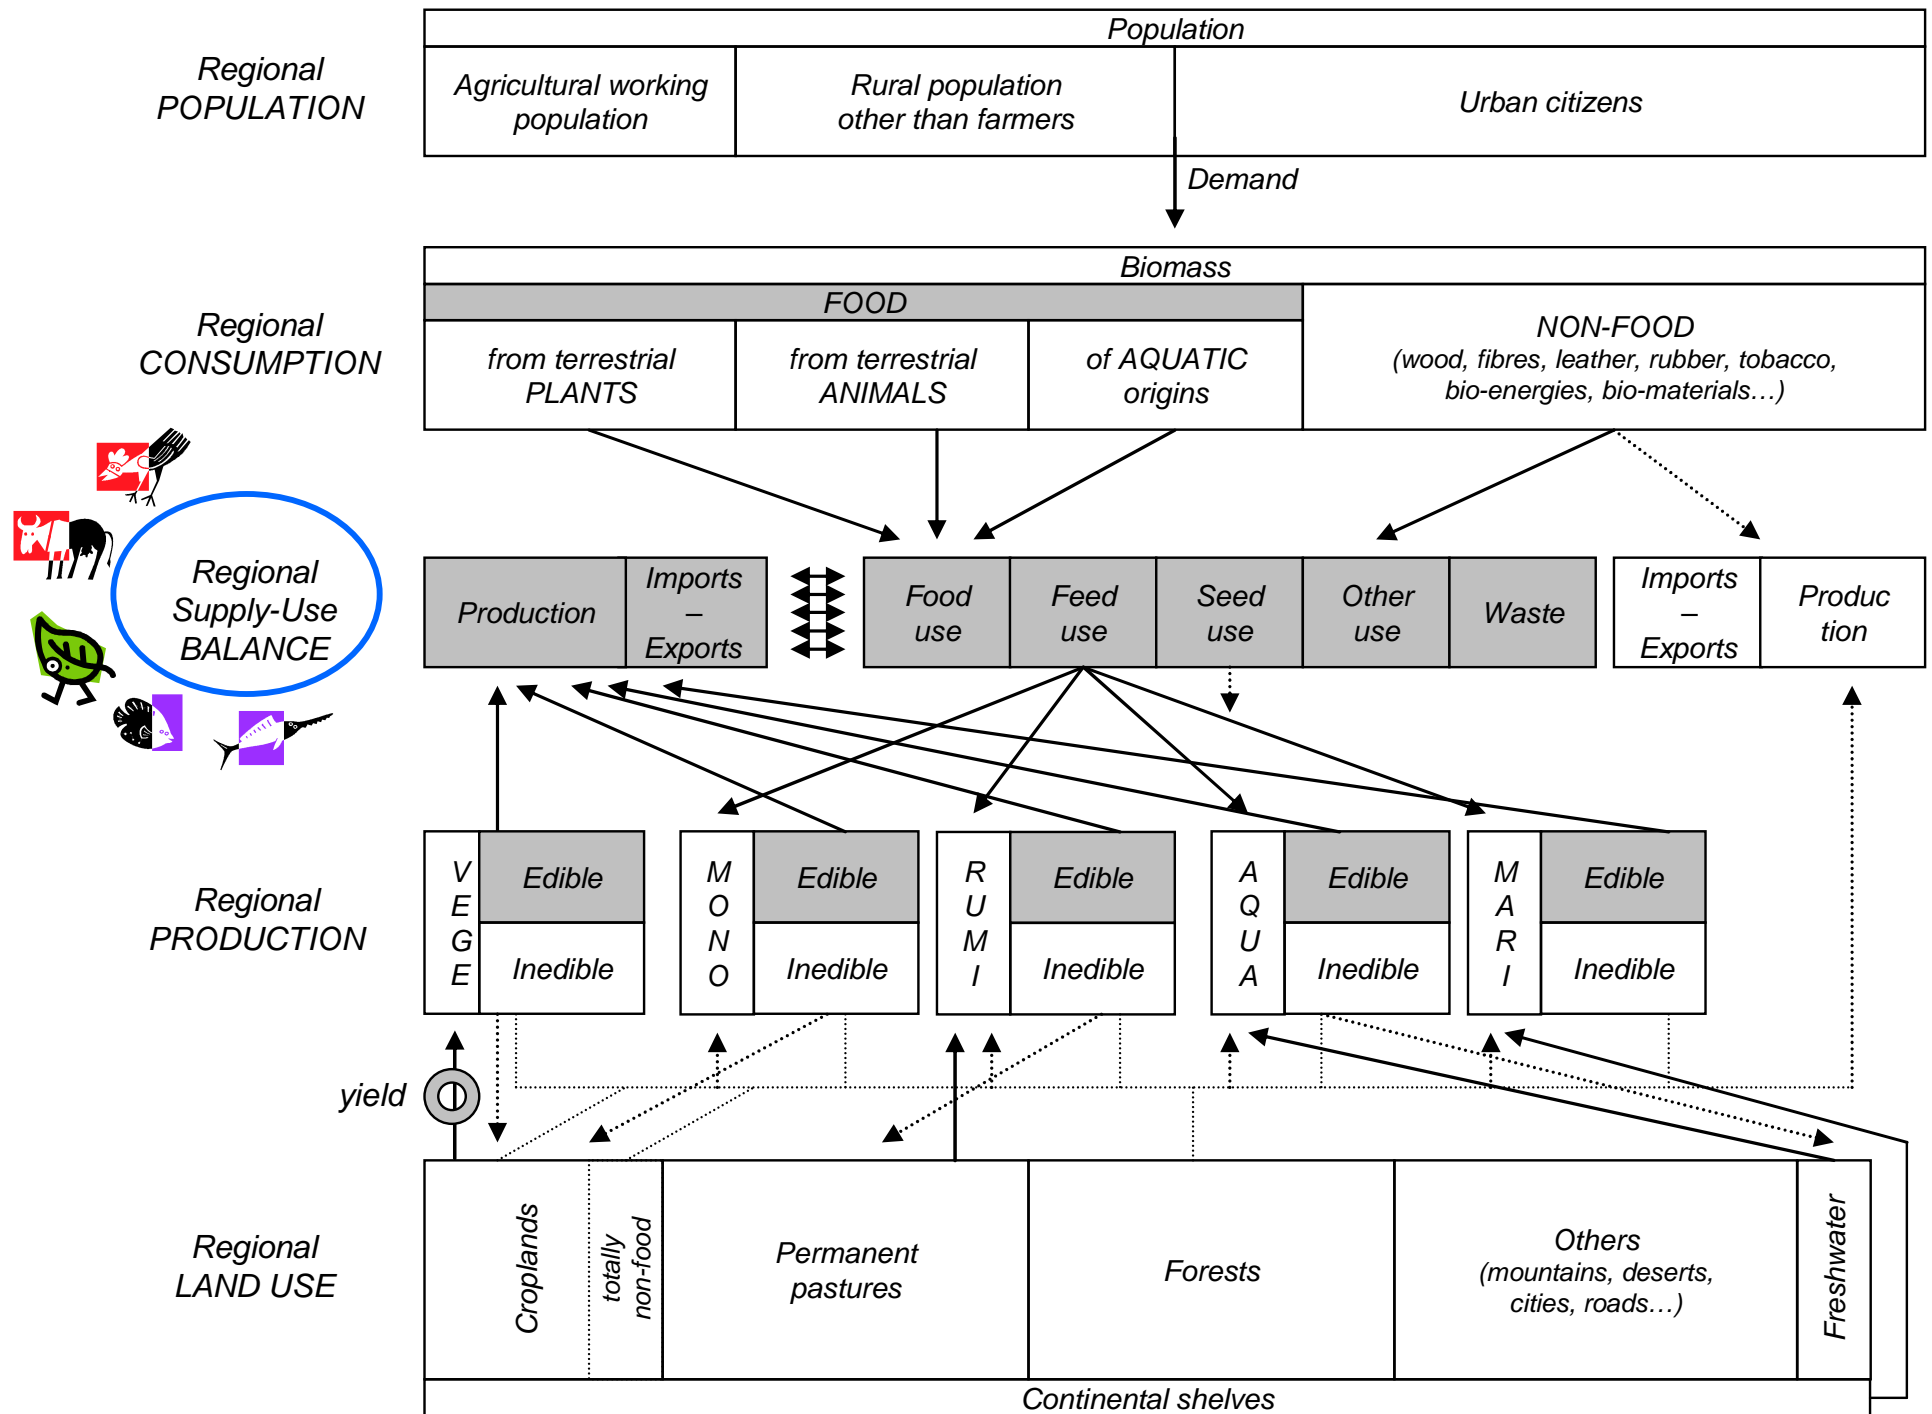 Population
Regional
POPULATION
Agricultural working
population
Rural population
other than farmers
Urban citizens
Demand
Biomass
FOOD
Regional
CONSUMPTION
from terrestrial
PLANTS
from terrestrial
ANIMALS
of AQUATIC
origins
NON-FOOD
(wood, fibres, leather, rubber, tobacco,
bio-energies, bio-materials…)
Regional
Supply-Use
BALANCE
Production
Imports
–
Exports
Food
use
Feed
use
Seed
use
Other
use
Waste
Imports
–
Exports
Produc
tion
Regional
PRODUCTION
V
E
G
E
Edible
Inedible
M
O
N
O
Edible
Inedible
R
U
M
I
Edible
Inedible
A
Q
U
A
Edible
Inedible
M
A
R
I
Edible
Inedible
yield
Regional
LAND USE
Croplands
totally
non-food
Permanent
pastures
Forests
Others
(mountains, deserts,
cities, roads…)
Freshwater
Continental shelves